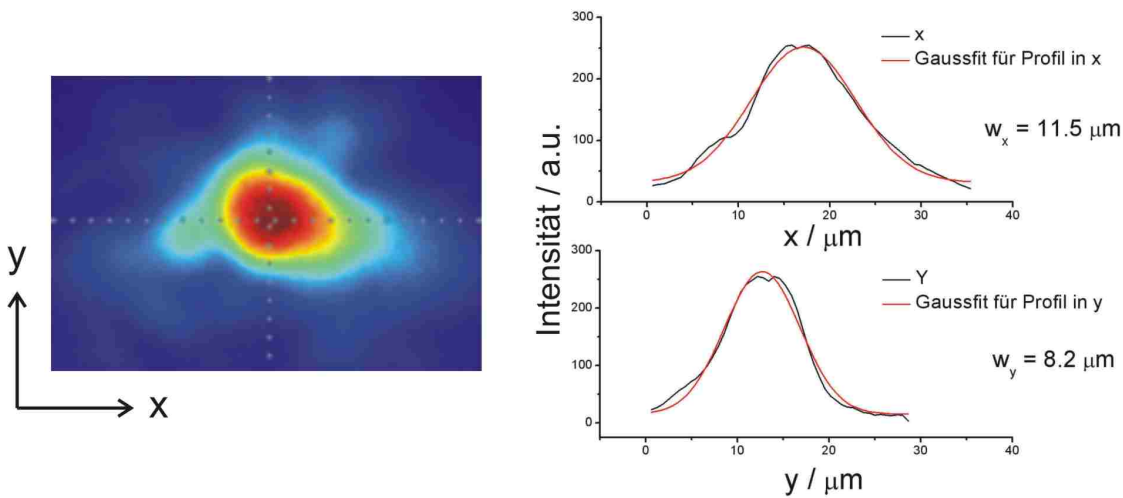 y
x
Intensität / a.u.
300
200
100
0
0
10
20
30
40
x / μm
x
Gaussfit für Profil in x
w_x = 11.5 μm
300
200
100
0
0
10
20
30
40
y / μm
Y
Gaussfit für Profil in y
w_y = 8.2 μm